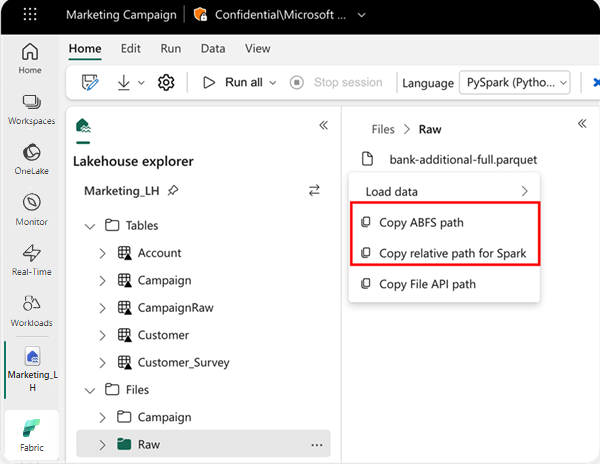 Marketing Campaign
Confidential\Microsoft ...
Home
Edit
Run
Data
View
Run all
Stop session
Language
PySpark (Pytho...
Home
Workspaces
OneLake
Monitor
Real-Time
Workloads
Marketing_L
H
Fabric
Lakehouse explorer
Marketing_LH
Tables
Account
Campaign
CampaignRaw
Customer
Customer_Survey
Files
Campaign
Raw
...
Files > Raw
bank-additional-full.parquet
Load data
Copy ABFS path
Copy relative path for Spark
Copy File API path